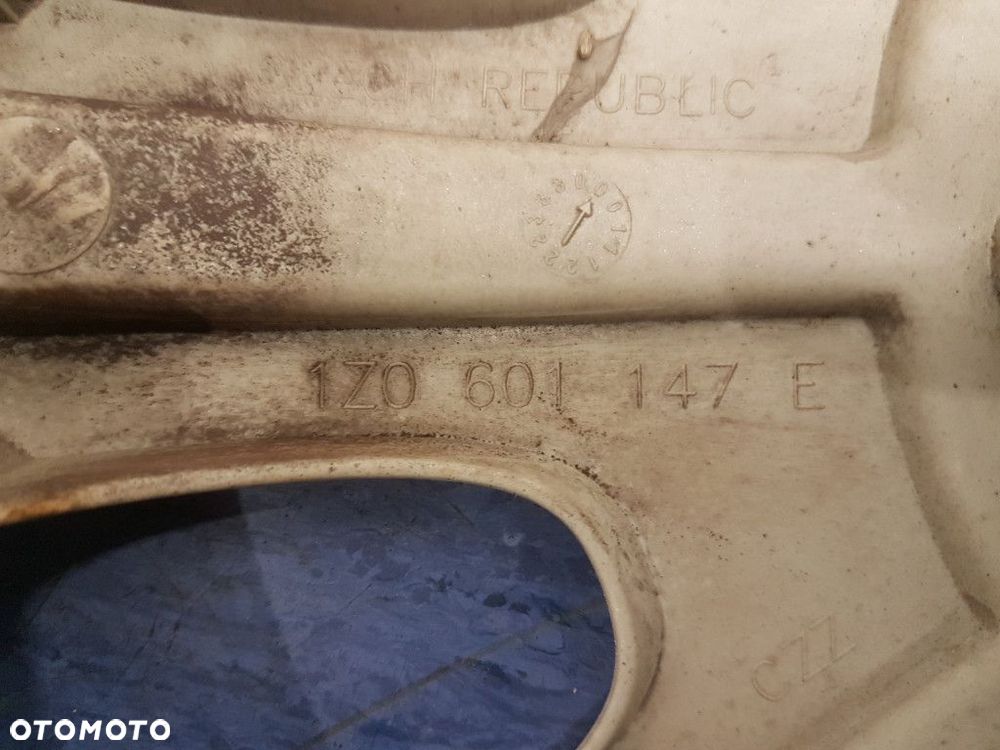 REPUBLIC
1Z0 601 147 E
CZZ
OTOMOTO